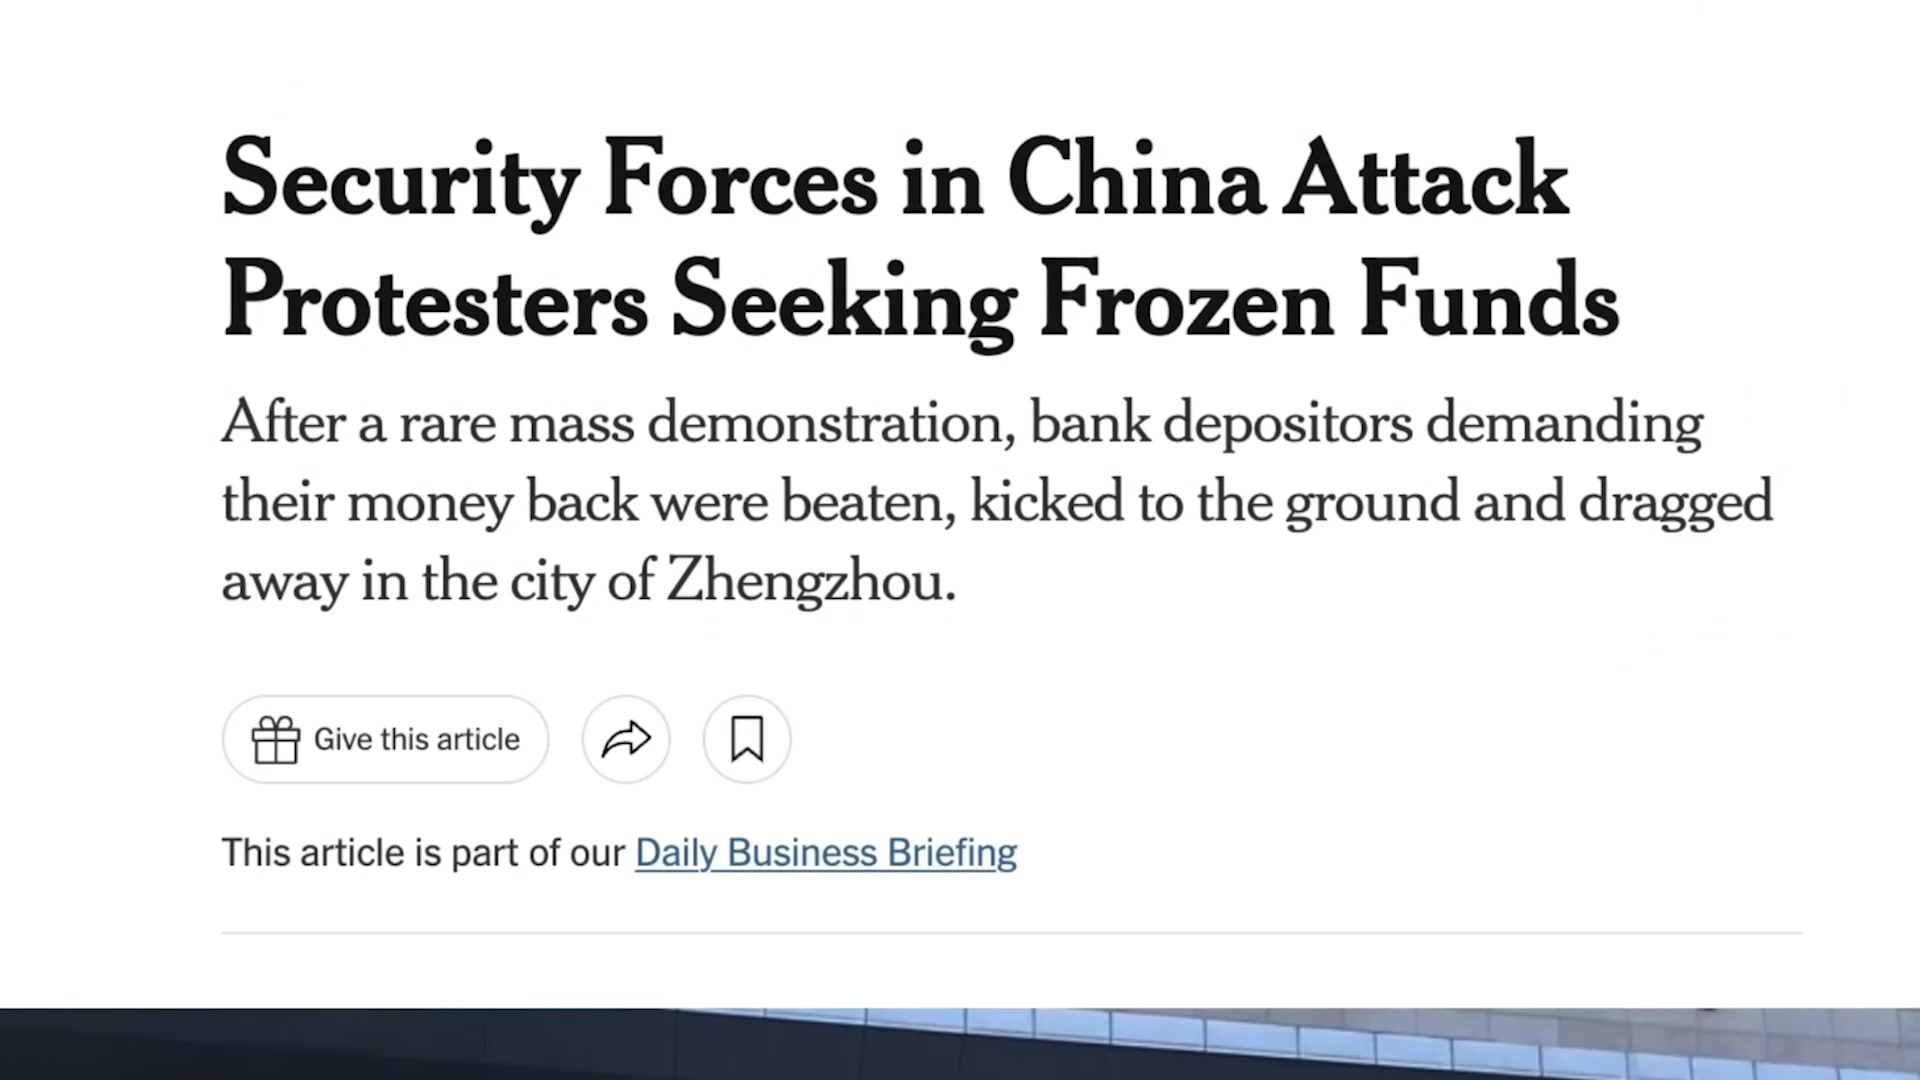 Security Forces in China Attack
Protesters Seeking Frozen Funds
After a rare mass demonstration, bank depositors demanding
their money back were beaten, kicked to the ground and dragged
away in the city of Zhengzhou.
Give this article
This article is part of our Daily Business Briefing